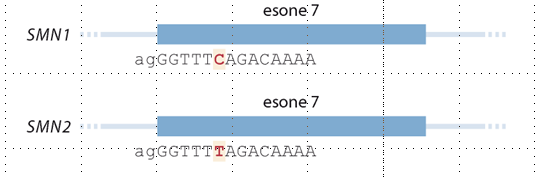 esone 7
SMN1
agGGTTTCAGACAAAA
esone 7
SMN2
agGGTTTTAGACAAAA